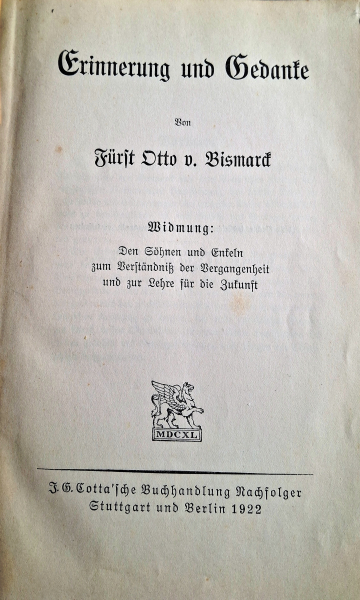 Erinnerung und Gedanke
Von
Fürst Otto v. Bismarck
Widmung:
Den Söhnen und Enkeln
zum Verständniß der Vergangenheit
und zur Lehre für die Zukunft
MDCXL
J. G. Cotta'sche Buchhandlung Nachfolger
Stuttgart und Berlin 1922